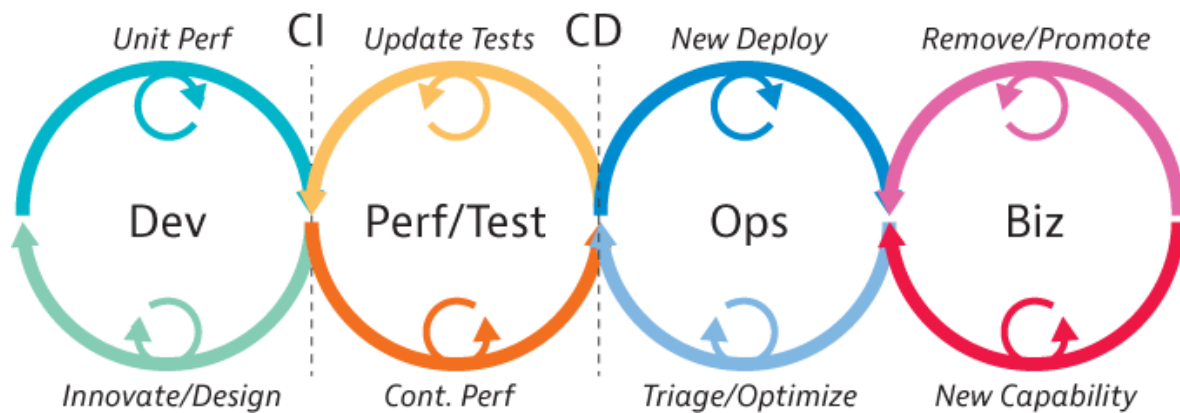 Unit Perf
CI
Update Tests
CD
New Deploy
Remove/Promote
Dev
Perf/Test
Ops
Biz
Innovate/Design
Cont. Perf
Triage/Optimize
New Capability